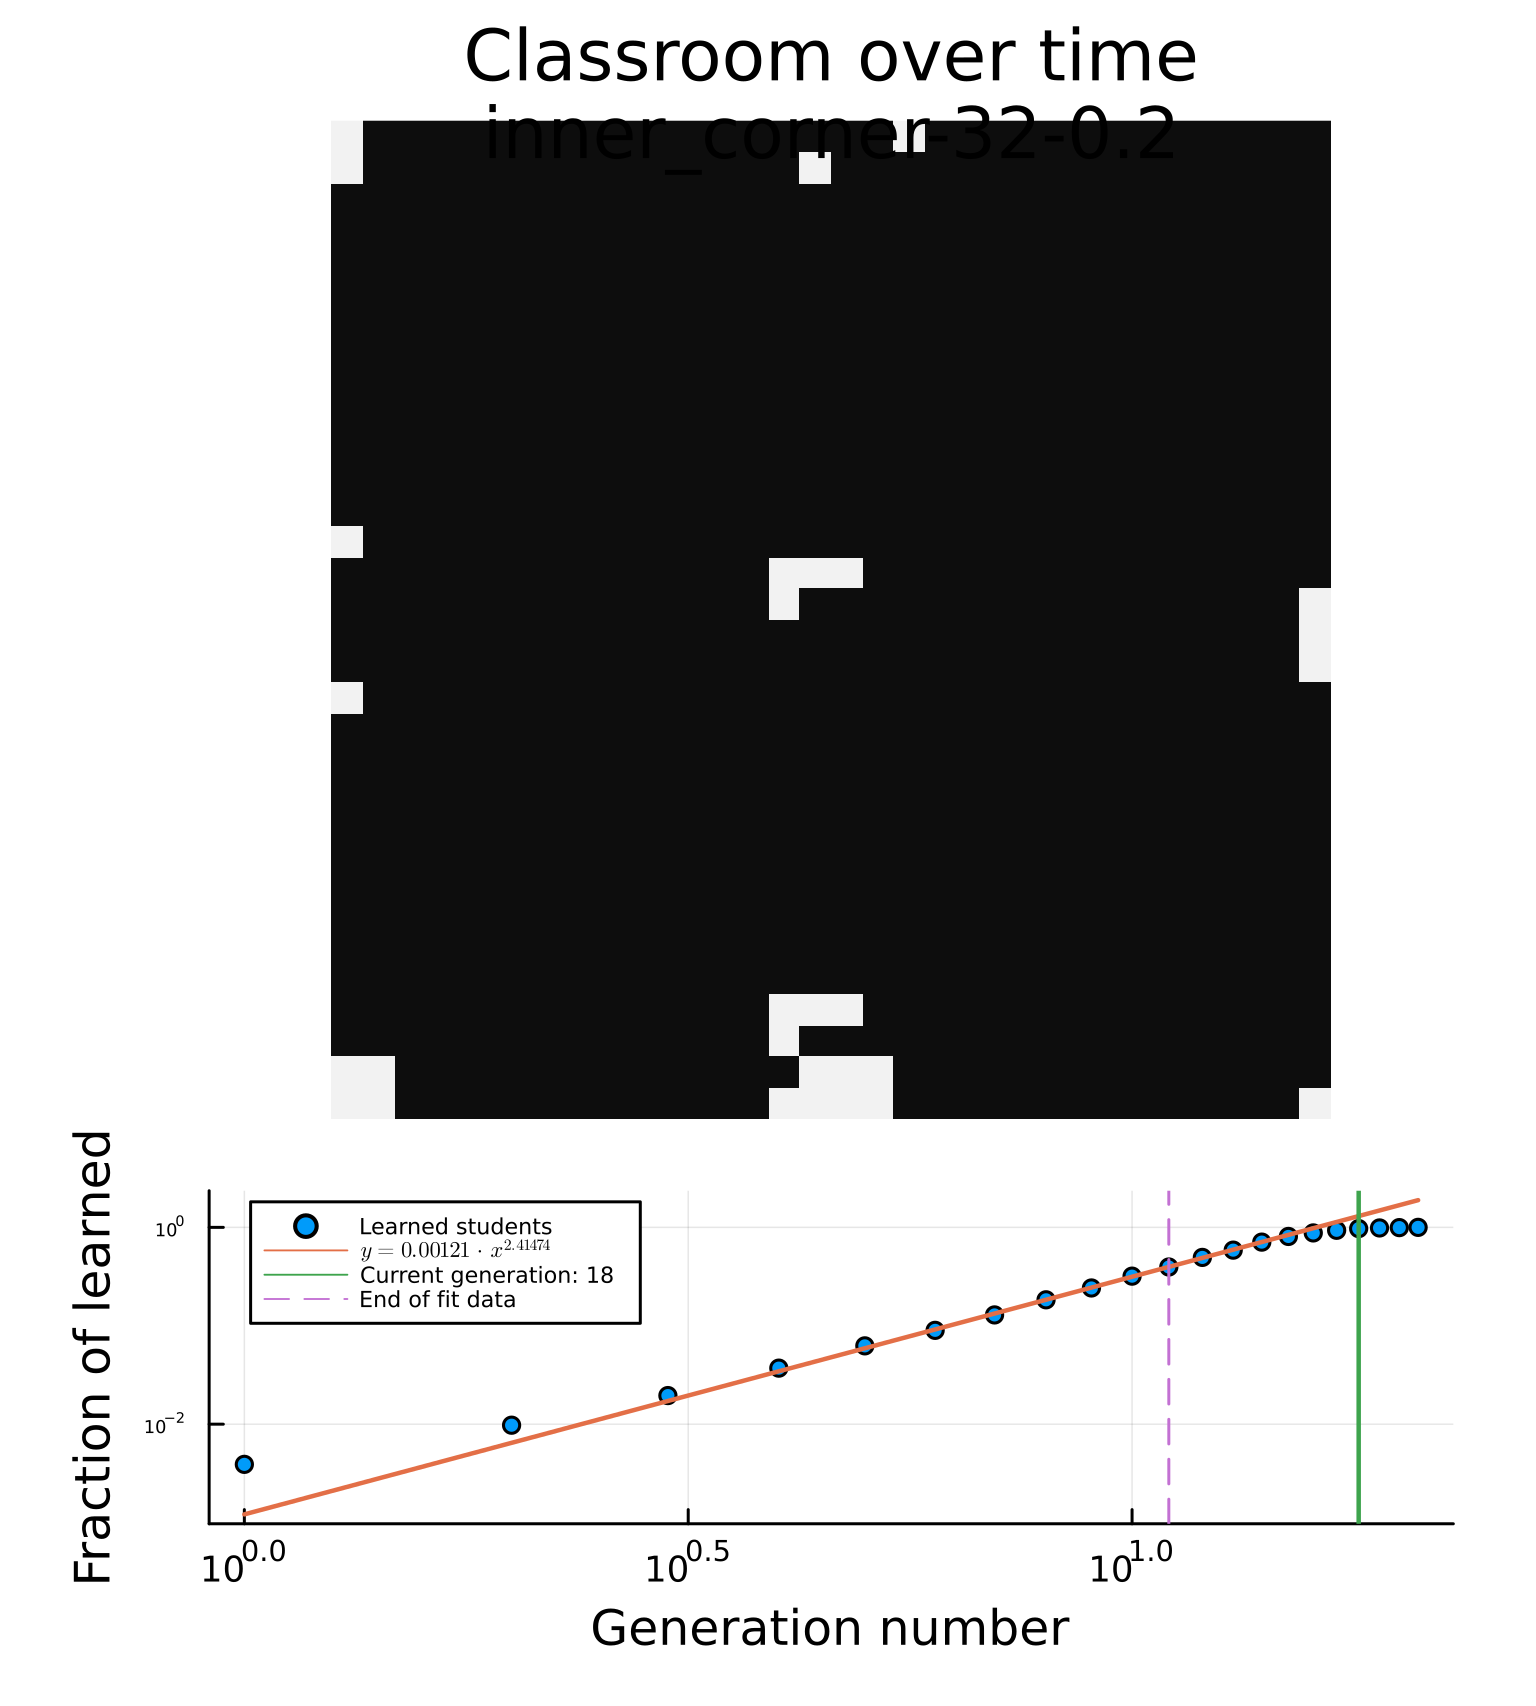 Classroom over time
inner_corner-32-0.2
Fraction of learned
10^0
10^−2
Learned students
y = 0.00121 · x^2.41474
Current generation: 18
End of fit data
10^0.0
10^0.5
10^1.0
Generation number